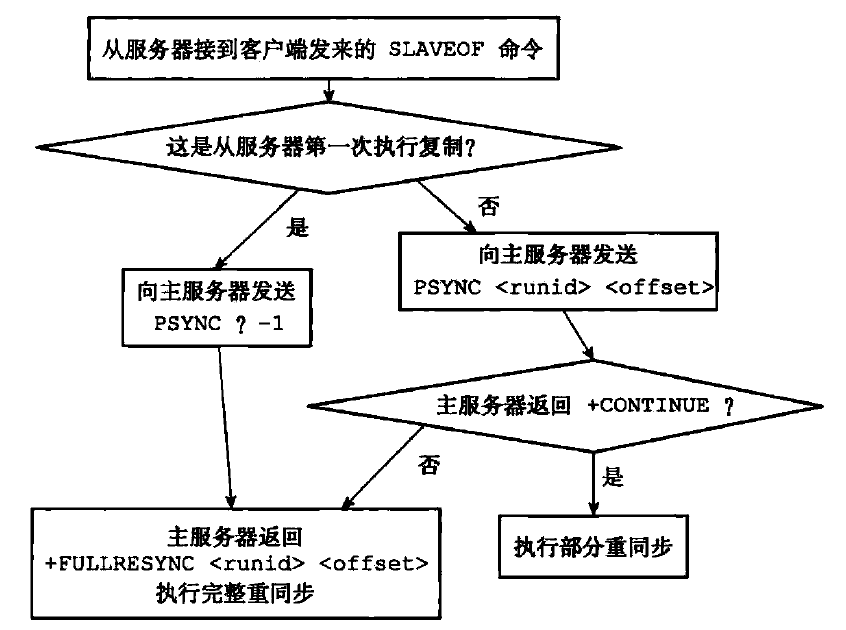 从服务器接到客户端发来的 SLAVEOF 命令
这是从服务器第一次执行复制?
是
否
向主服务器发送
PSYNC ? -1
向主服务器发送
PSYNC <runid> <offset>
主服务器返回 +CONTINUE ?
否
是
主服务器返回
+FULLRESYNC <runid> <offset>
执行完整重同步
执行部分重同步